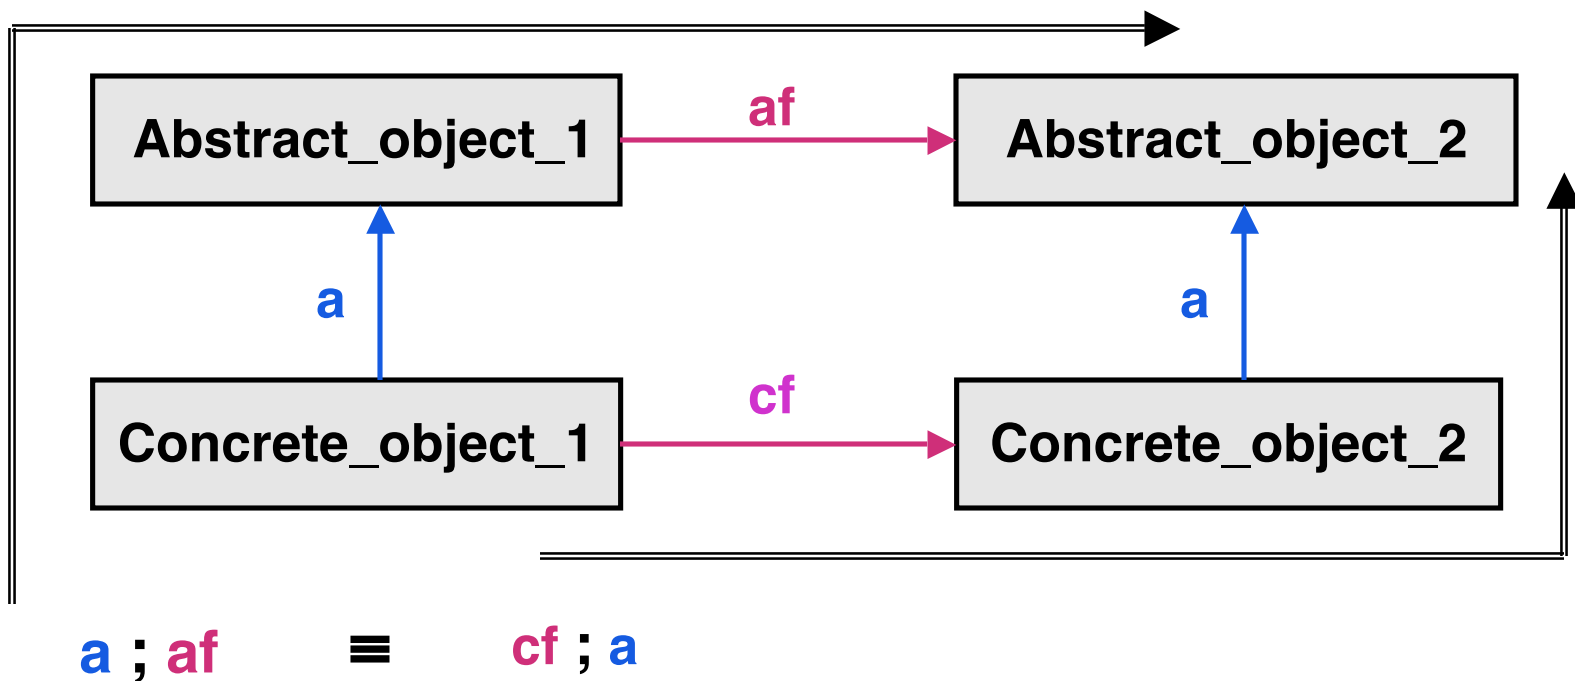 af
Abstract_object_1 Abstract_object_2
a a
cf
Concrete_object_1 Concrete_object_2
a ; af ≡ cf ; a